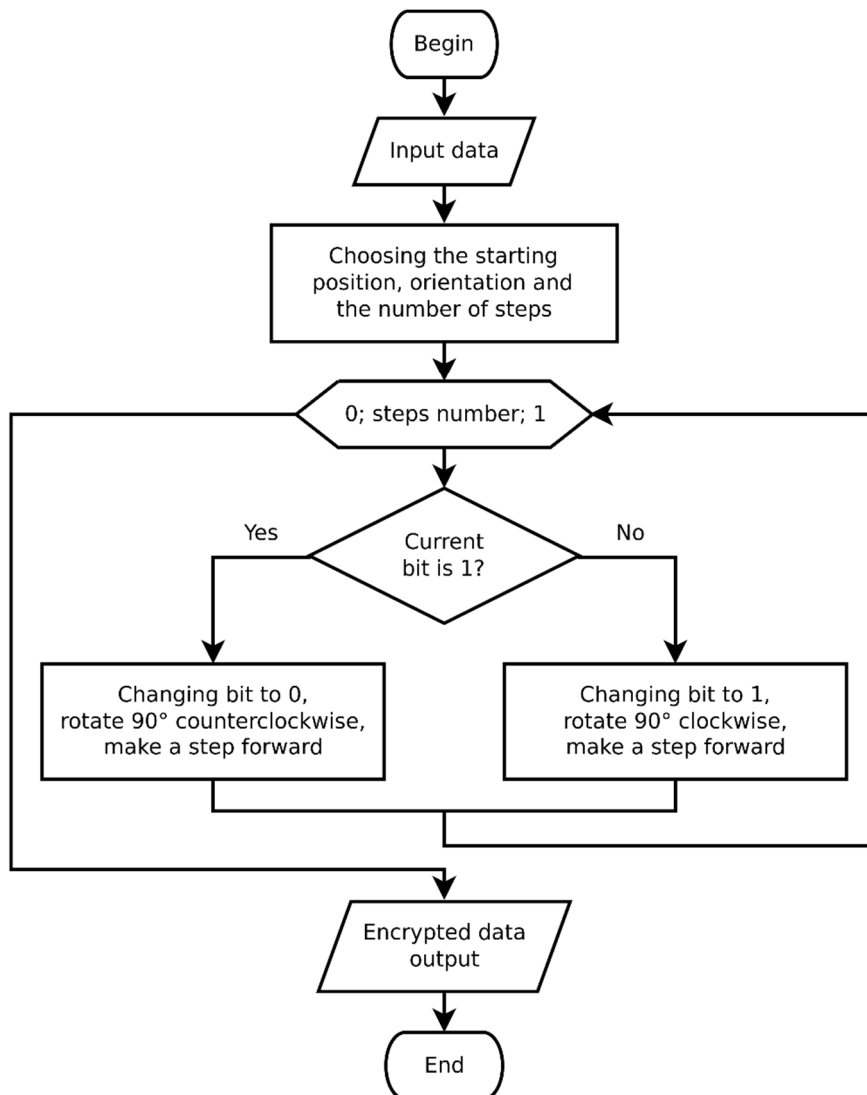 Begin
Input data
Choosing the starting
position, orientation and
the number of steps
0; steps number; 1
Yes
No
Current
bit is 1?
Changing bit to 0,
rotate 90° counterclockwise,
make a step forward
Changing bit to 1,
rotate 90° clockwise,
make a step forward
Encrypted data
output
End